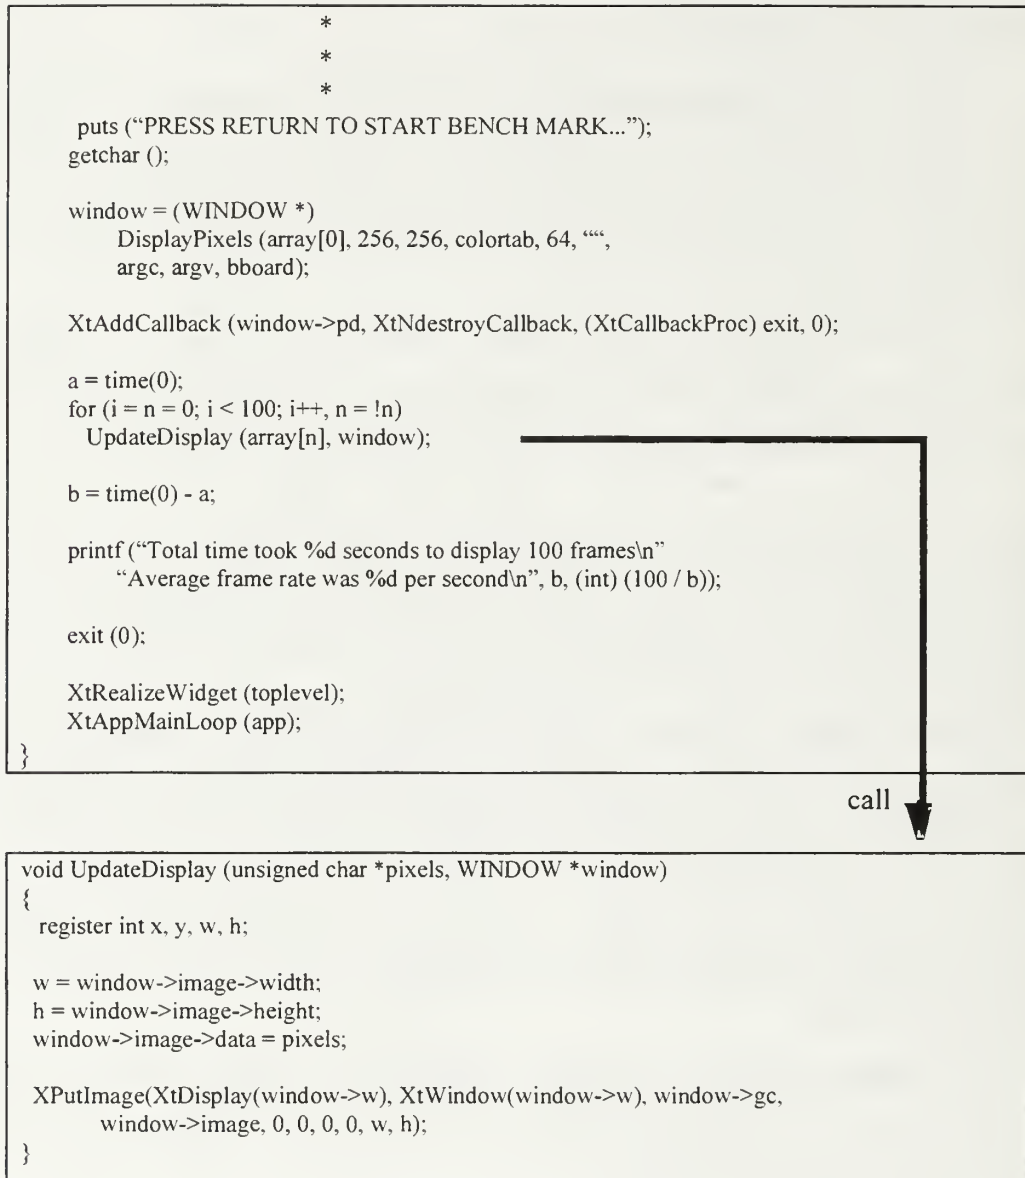 *
*
*
puts (“PRESS RETURN TO START BENCH MARK...”);
getchar ();
window = (WINDOW *)
DisplayPixels (array[0], 256, 256, colortab, 64, ““,
argc, argv, bboard);
XtAddCallback (window->pd, XtNdestroyCallback, (XtCallbackProc) exit, 0);
a = time(0);
for (i = n = 0; i < 100; i++, n = !n)
UpdateDisplay (array[n], window);
b = time(0) - a;
printf (“Total time took %d seconds to display 100 frames\n”
“Average frame rate was %d per second\n”, b, (int) (100 / b));
exit (0);
XtRealizeWidget (toplevel);
XtAppMainLoop (app);
}
call
void UpdateDisplay (unsigned char *pixels, WINDOW *window)
{
register int x, y, w, h;
w = window->image->width;
h = window->image->height;
window->image->data = pixels;
XPutImage(XtDisplay(window->w), XtWindow(window->w), window->gc,
window->image, 0, 0, 0, 0, w, h);
}